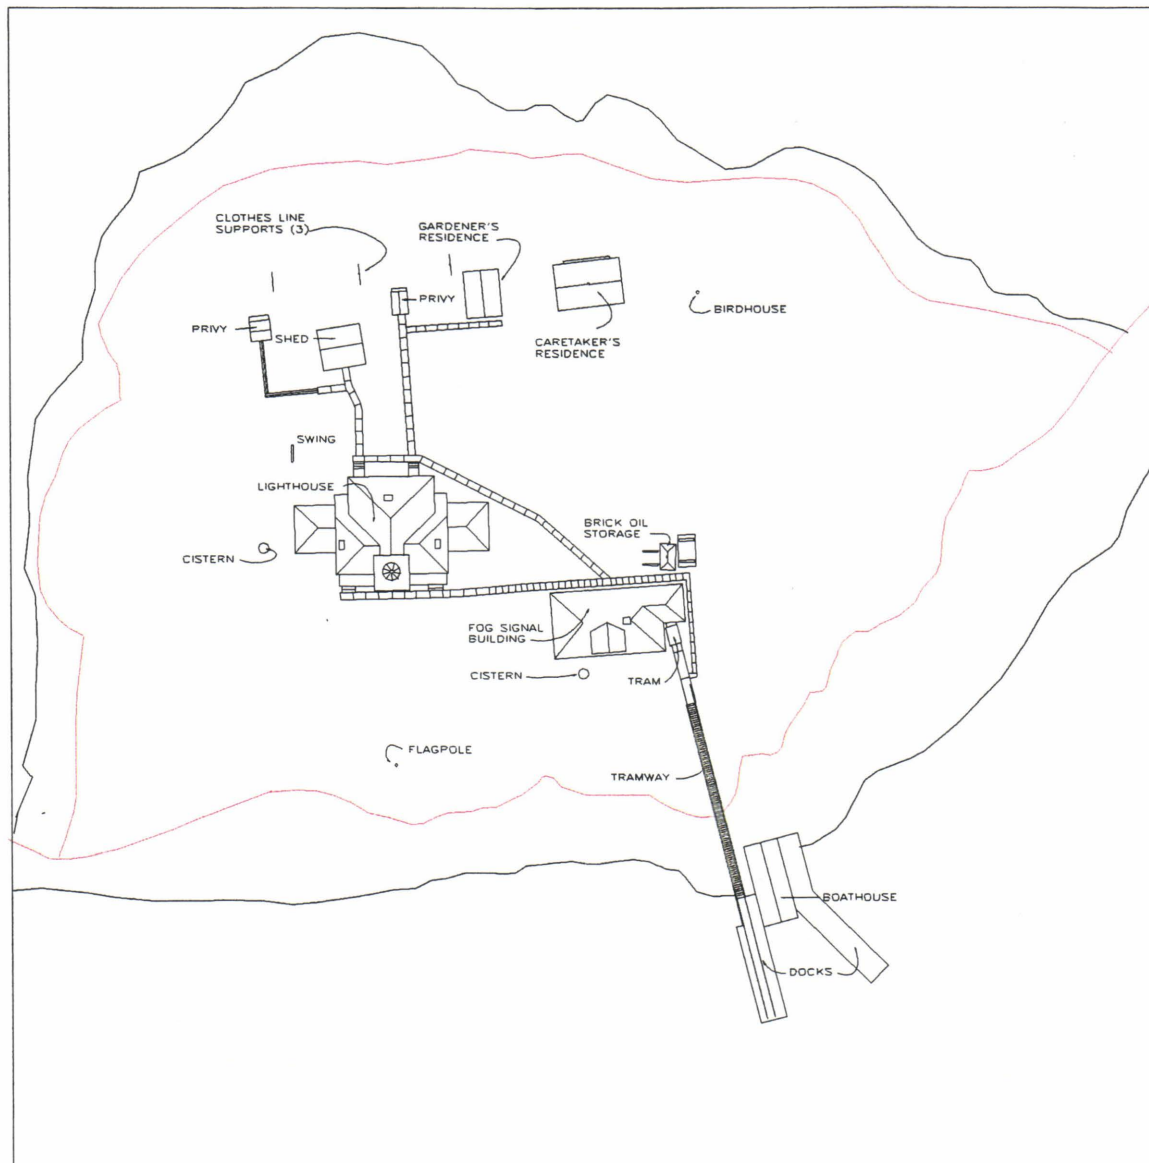 CLOTHES LINE
SUPPORTS (3)
GARDENER'S
RESIDENCE
PRIVY
BIRDHOUSE
PRIVY
SHED
CARETAKER'S
RESIDENCE
SWING
LIGHTHOUSE
BRICK OIL
STORAGE
CISTERN
FOG SIGNAL
BUILDING
CISTERN
TRAM
FLAGPOLE
TRAMWAY
BOATHOUSE
DOCKS